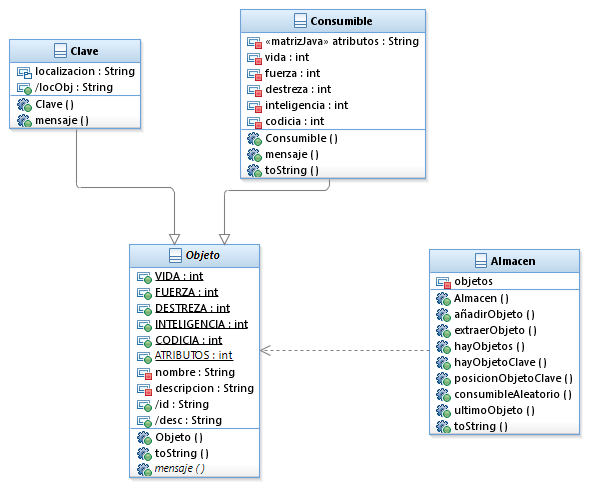 Clave
localizacion : String
/locObj : String
Clave ( )
mensaje ( )
Consumible
«matrizJava» atributos : String
vida : int
fuerza : int
destreza : int
inteligencia : int
codicia : int
Consumible ( )
mensaje ( )
toString ( )
Objeto
VIDA : int
FUERZA : int
DESTREZA : int
INTELIGENCIA : int
CODICIA : int
ATRIBUTOS : int
nombre : String
descripcion : String
/id : String
/desc : String
Objeto ( )
toString ( )
mensaje ( )
Almacen
objetos
Almacen ( )
añadirObjeto ( )
extraerObjeto ( )
hayObjetos ( )
hayObjetoClave ( )
posicionObjetoClave ( )
consumibleAleatorio ( )
ultimoObjeto ( )
toString ( )